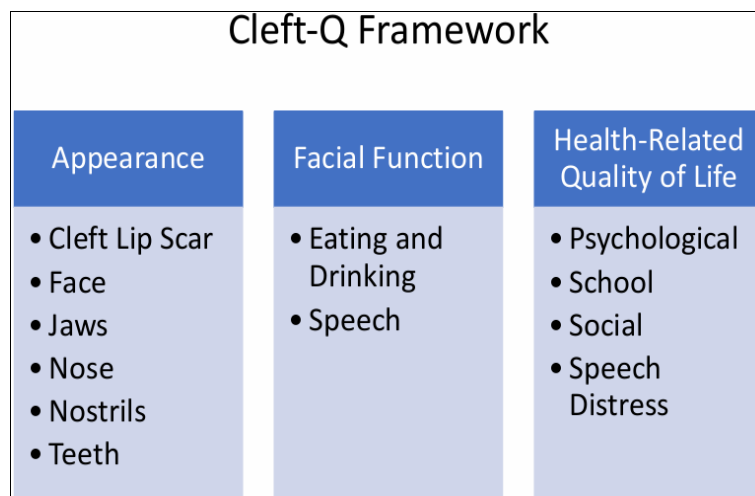 Cleft-Q Framework
Appearance
• Cleft Lip Scar
• Face
• Jaws
• Nose
• Nostrils
• Teeth
Facial Function
• Eating and
Drinking
• Speech
Health-Related
Quality of Life
• Psychological
• School
• Social
• Speech
Distress